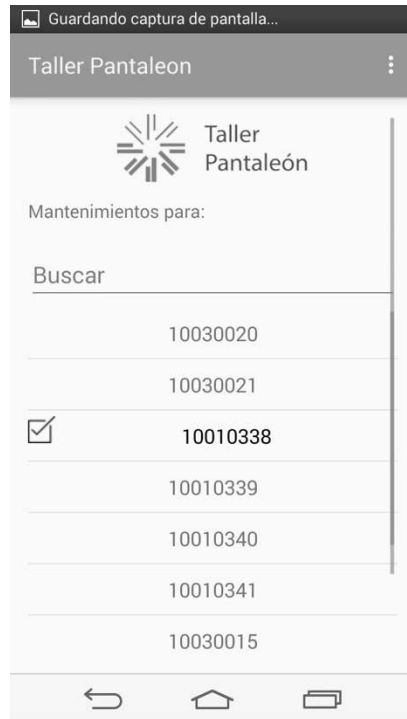 Guardando captura de pantalla...
Taller Pantaleon
Taller
Pantaleón
Mantenimientos para:
Buscar
10030020
10030021
10010338
10010339
10010340
10010341
10030015